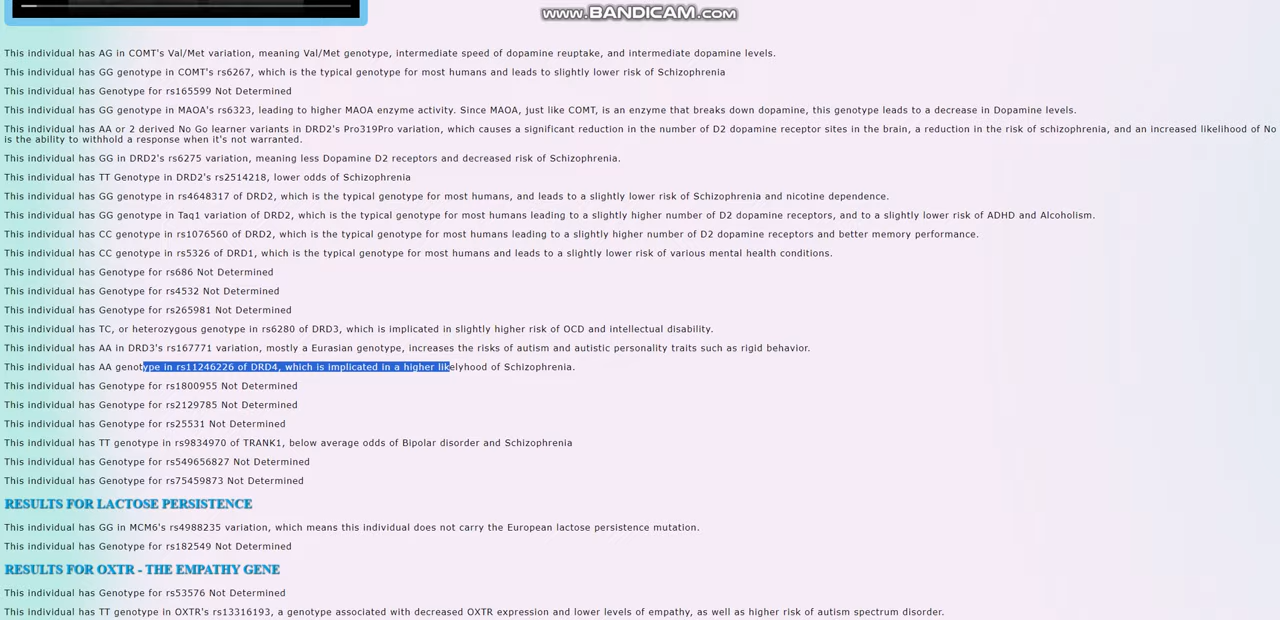 www.BANDICAM.com
This individual has AG in COMT's Val/Met variation, meaning Val/Met genotype, intermediate speed of dopamine reuptake, and intermediate dopamine levels.
This individual has GG genotype in COMT's rs6267, which is the typical genotype for most humans and leads to slightly lower risk of Schizophrenia
This individual has Genotype for rs165599 Not Determined
This individual has GG genotype in MAOA's rs6323, leading to higher MAOA enzyme activity. Since MAOA, just like COMT, is an enzyme that breaks down dopamine, this genotype leads to a decrease in Dopamine levels.
This individual has AA or 2 derived No Go learner variants in DRD2's Pro319Pro variation, which causes a significant reduction in the number of D2 dopamine receptor sites in the brain, a reduction in the risk of schizophrenia, and an increased likelihood of No
is the ability to withhold a response when it's not warranted.
This individual has GG in DRD2's rs6275 variation, meaning less Dopamine D2 receptors and decreased risk of Schizophrenia.
This individual has TT Genotype in DRD2's rs2514218, lower odds of Schizophrenia
This individual has GG genotype in rs4648317 of DRD2, which is the typical genotype for most humans, and leads to a slightly lower risk of Schizophrenia and nicotine dependence.
This individual has GG genotype in Taq1 variation of DRD2, which is the typical genotype for most humans leading to a slightly higher number of D2 dopamine receptors, and to a slightly lower risk of ADHD and Alcoholism.
This individual has CC genotype in rs1076560 of DRD2, which is the typical genotype for most humans leading to a slightly higher number of D2 dopamine receptors and better memory performance.
This individual has CC genotype in rs5326 of DRD1, which is the typical genotype for most humans and leads to a slightly lower risk of various mental health conditions.
This individual has Genotype for rs686 Not Determined
This individual has Genotype for rs4532 Not Determined
This individual has Genotype for rs265981 Not Determined
This individual has TC, or heterozygous genotype in rs6280 of DRD3, which is implicated in slightly higher risk of OCD and intellectual disability.
This individual has AA in DRD3's rs167771 variation, mostly a Eurasian genotype, increases the risks of autism and autistic personality traits such as rigid behavior.
This individual has AA genotype in rs11246226 of DRD4, which is implicated in a higher likelyhood of Schizophrenia.
This individual has Genotype for rs1800955 Not Determined
This individual has Genotype for rs2129785 Not Determined
This individual has Genotype for rs25531 Not Determined
This individual has TT genotype in rs9834970 of TRANK1, below average odds of Bipolar disorder and Schizophrenia
This individual has Genotype for rs549656827 Not Determined
This individual has Genotype for rs75459873 Not Determined
RESULTS FOR LACTOSE PERSISTENCE
This individual has GG in MCM6's rs4988235 variation, which means this individual does not carry the European lactose persistence mutation.
This individual has Genotype for rs182549 Not Determined
RESULTS FOR OXTR - THE EMPATHY GENE
This individual has Genotype for rs53576 Not Determined
This individual has TT genotype in OXTR's rs13316193, a genotype associated with decreased OXTR expression and lower levels of empathy, as well as higher risk of autism spectrum disorder.